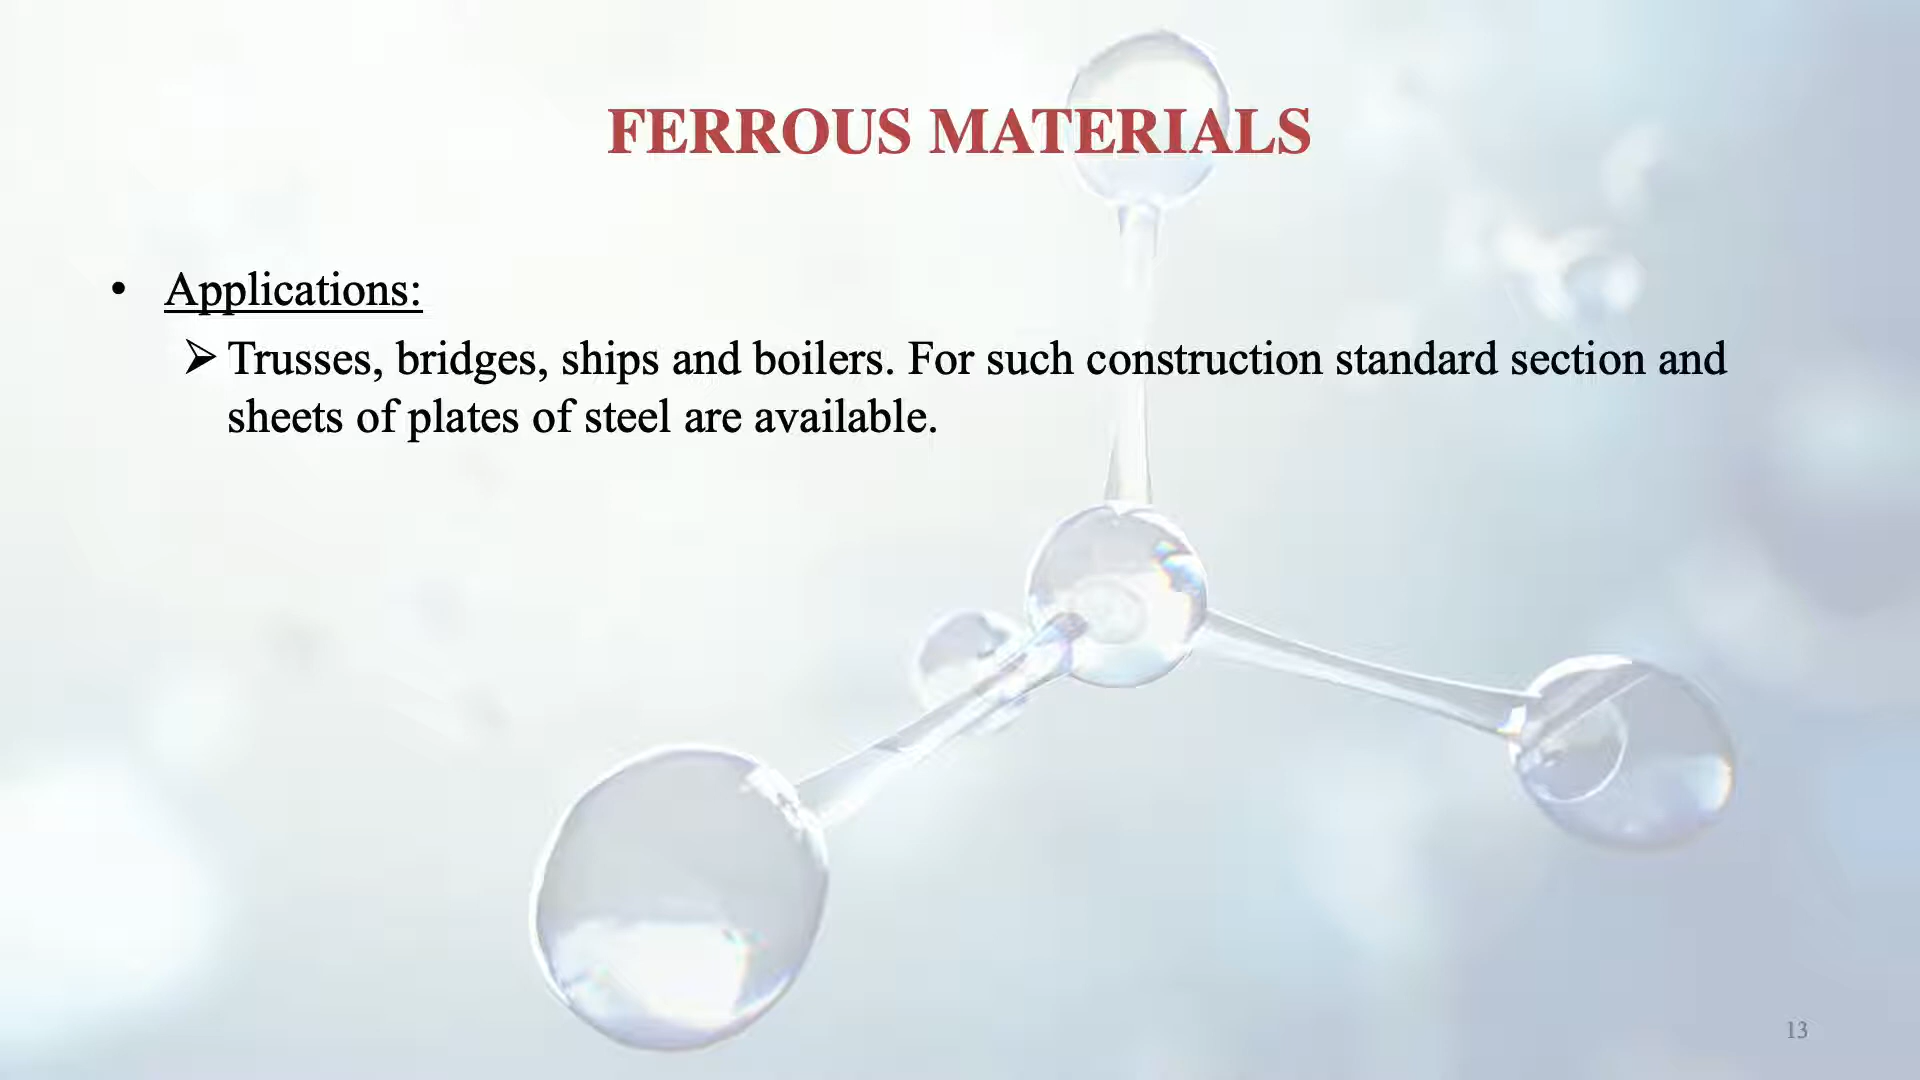 FERROUS MATERIALS
• Applications:
➢ Trusses, bridges, ships and boilers. For such construction standard section and
sheets of plates of steel are available.
13